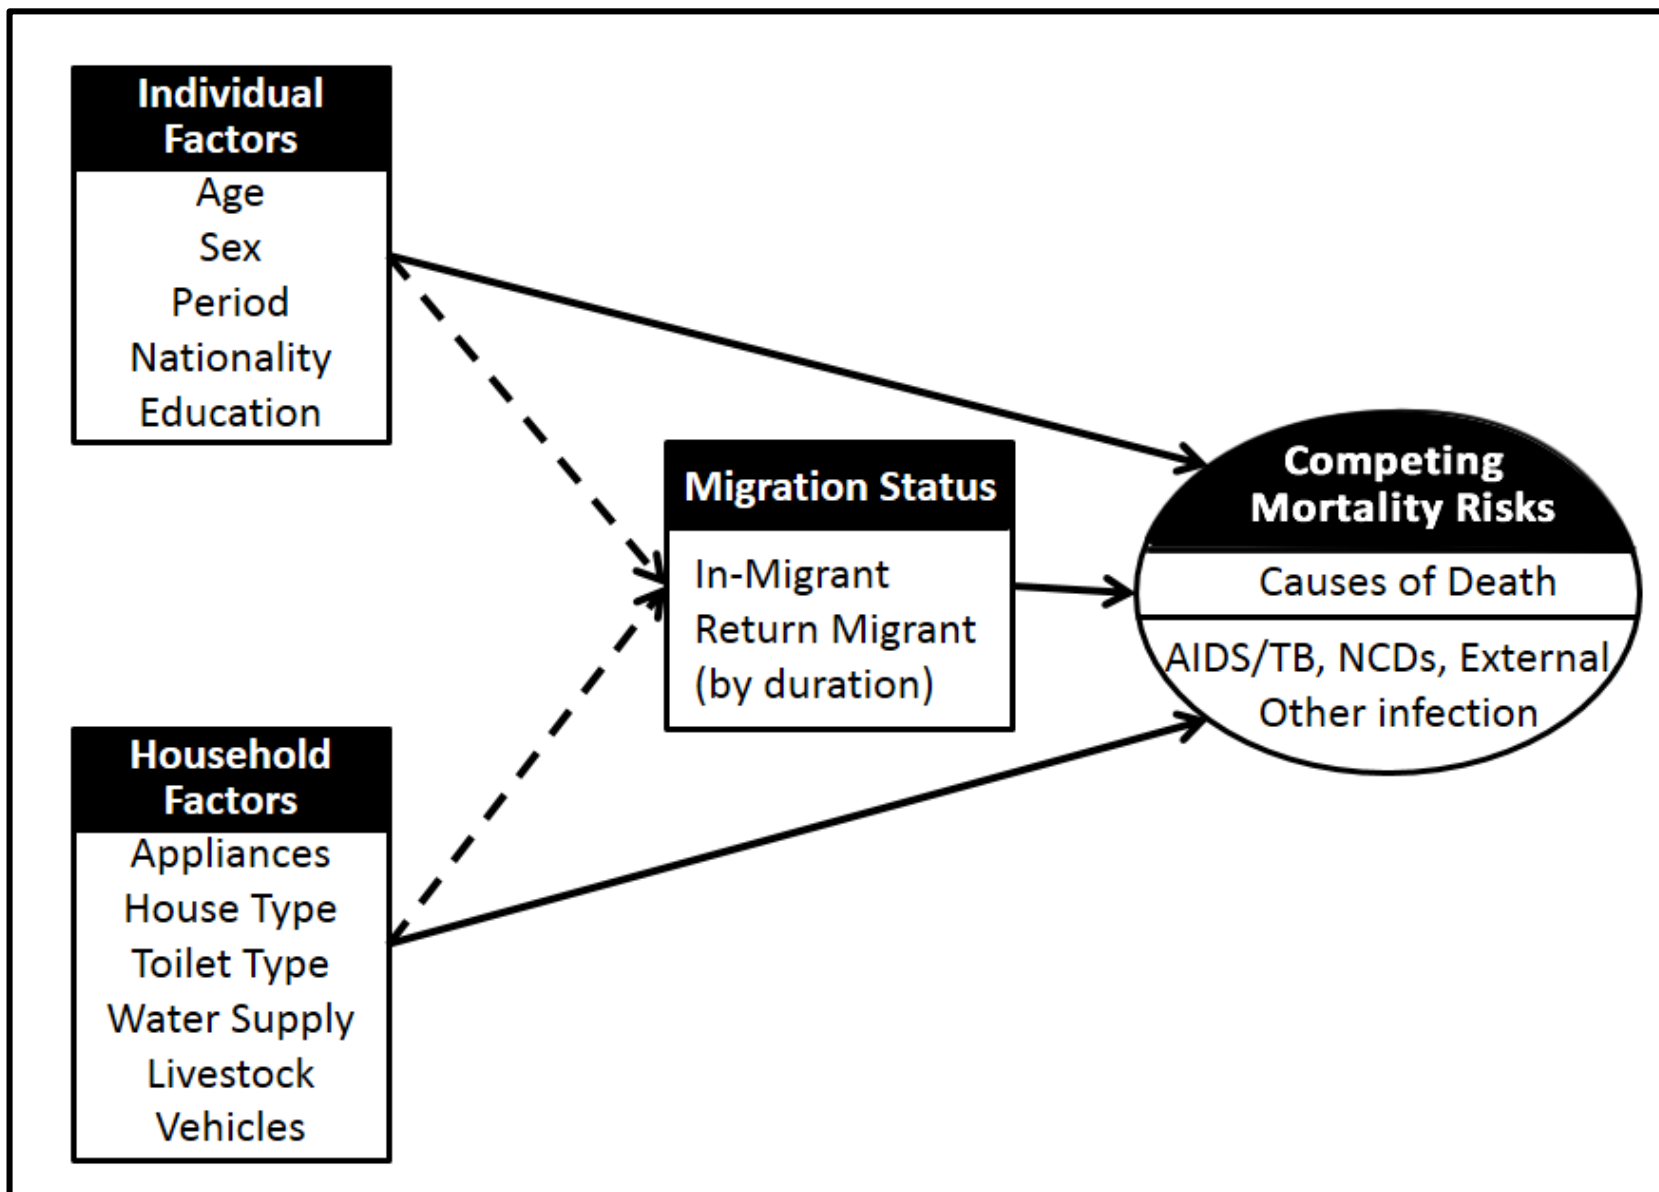 Individual
Factors
Age
Sex
Period
Nationality
Education
Household
Factors
Appliances
House Type
Toilet Type
Water Supply
Livestock
Vehicles
Migration Status
In-Migrant
Return Migrant
(by duration)
Competing
Mortality Risks
Causes of Death
AIDS/TB, NCDs, External,
Other infection